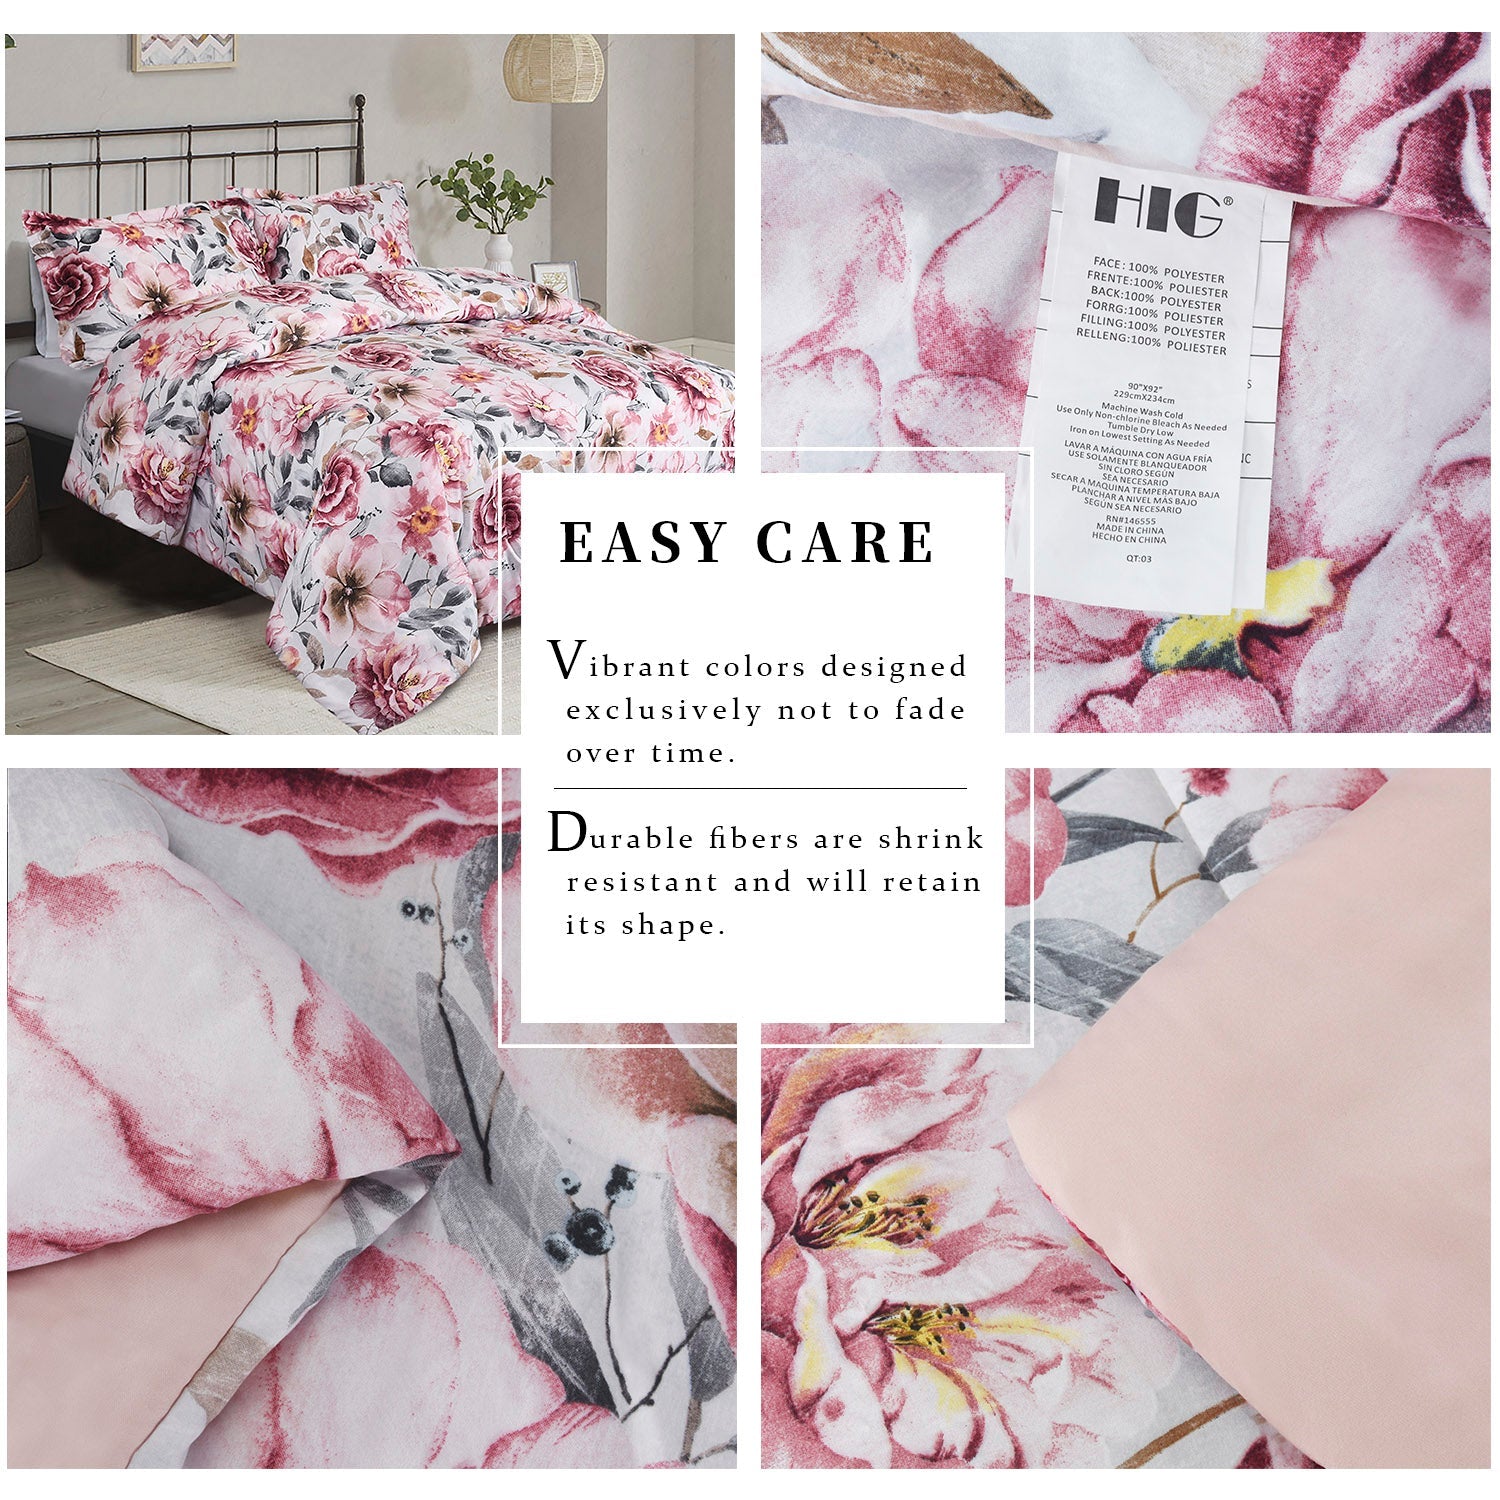 HIG®
FACE: 100% POLYESTER
FRENTE:100% POLIESTER
BACK:100% POLYESTER
FORRG:100% POLIESTER
FILLING:100% POLYESTER
RELLENG:100% POLIESTER
90"X92"
229cmX234cm
Machine Wash Cold
Use Only Non-chlorine Bleach As Needed
Tumble Dry Low
Iron on Lowest Setting As Needed
LAVAR A MÁQUINA CON AGUA FRÍA
USE SOLAMENTE BLANQUEADOR
SIN CLORO SEGÚN
SEA NECESARIO
SECAR A MAQUINA TEMPERATURA BAJA
PLANCHAR A NIVEL MÁS BAJO
SEGÚN SEA NECESARIO
RN#146555
MADE IN CHINA
HECHO EN CHINA
QT:03
S
NC
EASY CARE
Vibrant colors designed
exclusively not to fade
over time.
Durable fibers are shrink
resistant and will retain
its shape.